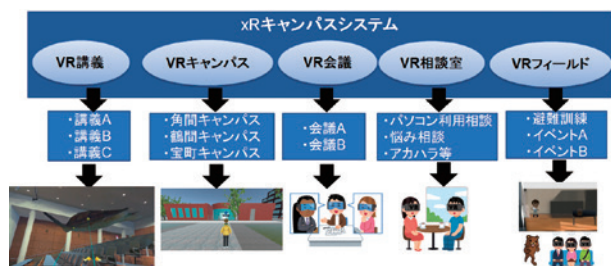 xRキャンパスシステム
VR講義
VRキャンパス
VR会議
VR相談室
VRフィールド
・講義A
・講義B
・講義C
・角間キャンパス
・鶴間キャンパス
・宝町キャンパス
・会議A
・会議B
・パソコン利用相談
・悩み相談
・アカハラ等
・避難訓練
・イベントA
・イベントB